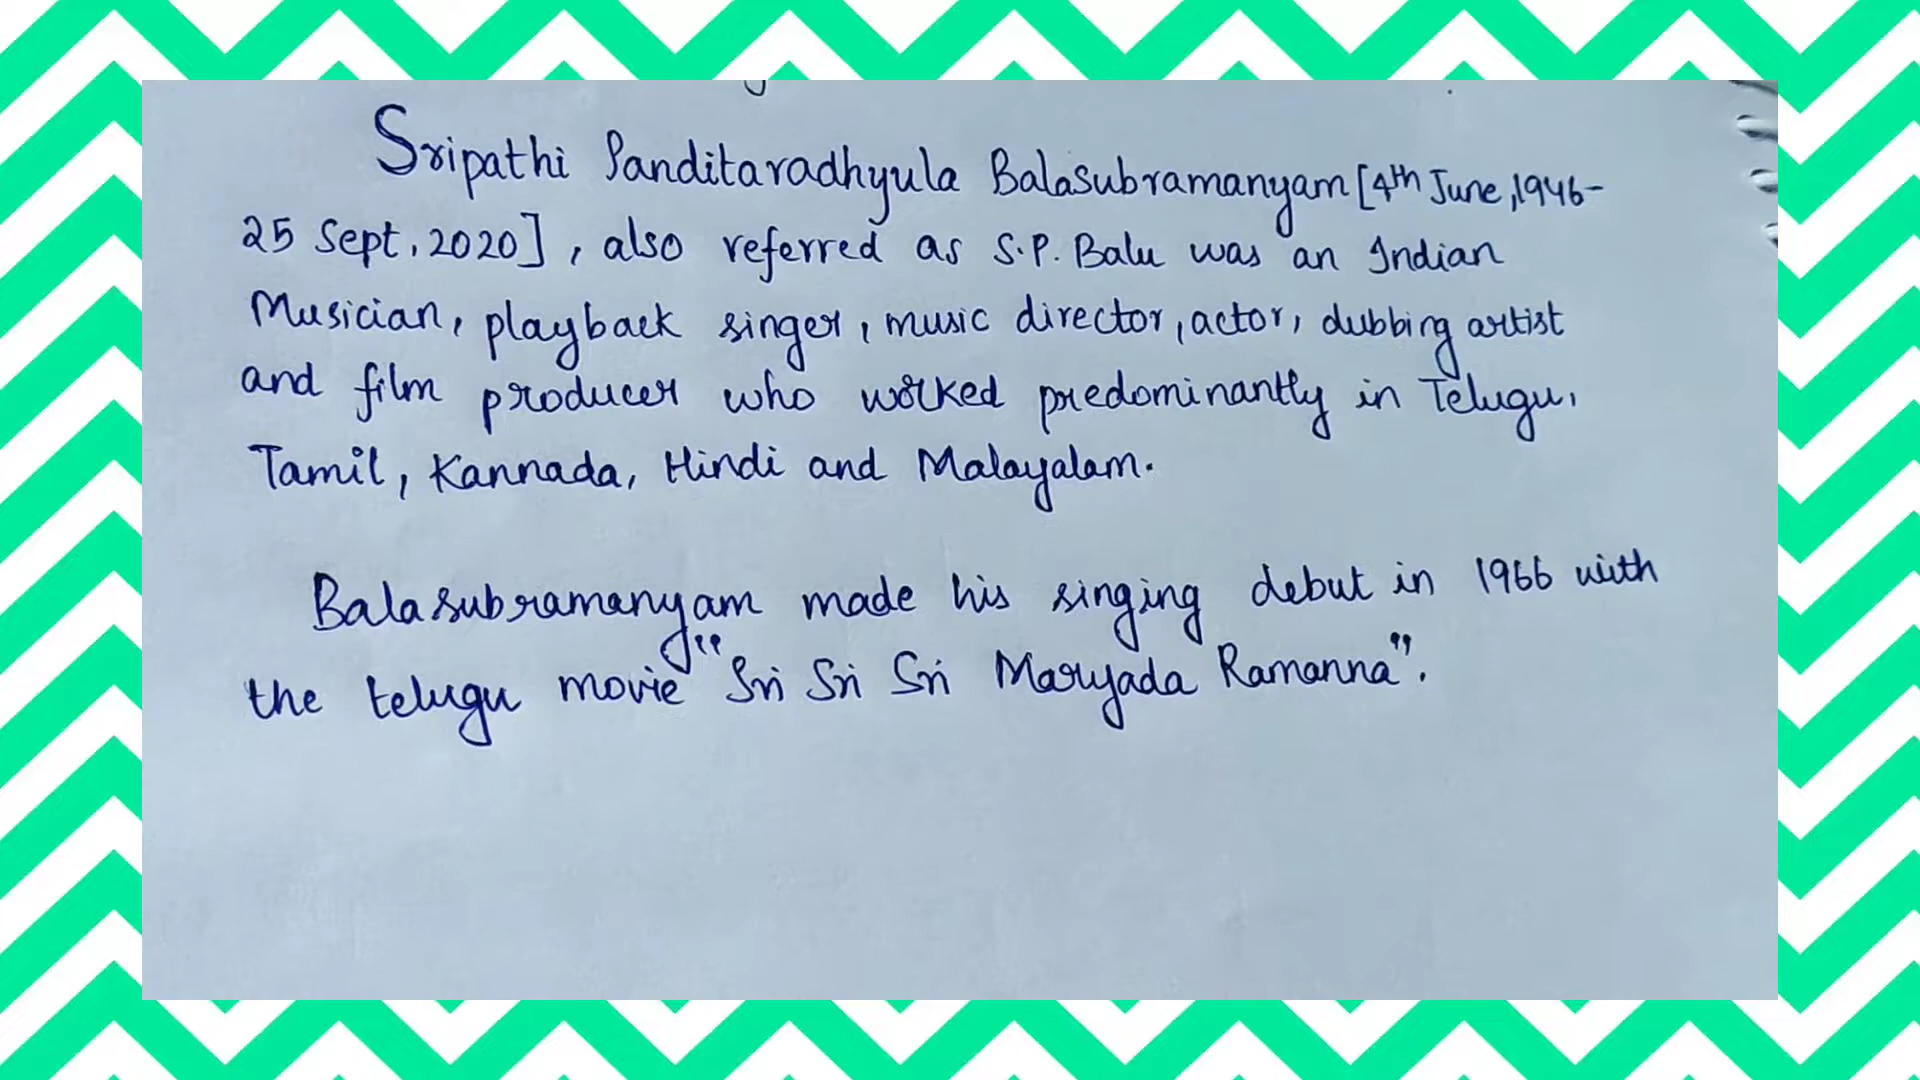 Sripathi Panditaradhyula Balasubramanyam [4th June, 1946-
25 Sept, 2020], also referred as S.P. Balu was an Indian
Musician, playback singer, music director, actor, dubbing artist
and film producer who worked predominantly in Telugu,
Tamil, Kannada, Hindi and Malayalam.
Balasubramanyam made his singing debut in 1966 with
the telugu movie "Sri Sri Sri Maryada Ramanna".